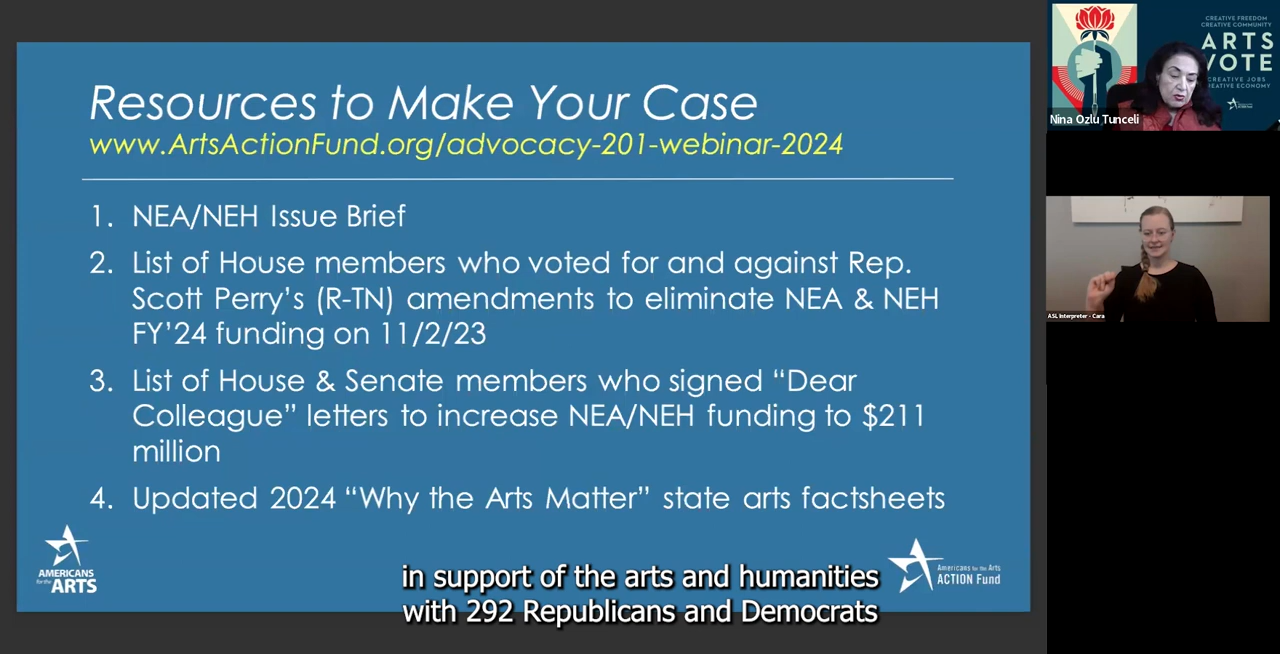 Resources to Make Your Case
www.ArtsActionFund.org/advocacy-201-webinar-2024
1. NEA/NEH Issue Brief
2. List of House members who voted for and against Rep.
Scott Perry’s (R-TN) amendments to eliminate NEA & NEH
FY’24 funding on 11/2/23
3. List of House & Senate members who signed “Dear
Colleague” letters to increase NEA/NEH funding to $211
million
4. Updated 2024 “Why the Arts Matter” state arts factsheets
AMERICANS
for the ARTS
Americans for the Arts
ACTION Fund
in support of the arts and humanities
with 292 Republicans and Democrats
CREATIVE FREEDOM
CREATIVE COMMUNITY
ARTS
VOTE
CREATIVE JOBS
CREATIVE ECONOMY
Nina Ozlu Tunceli
ASL Interpreter - Cara